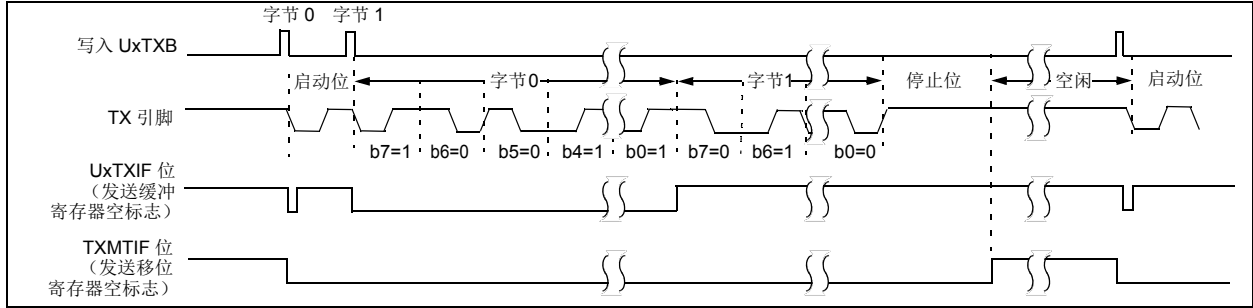 字节 0 字节 1
写入 UxTXB
启动位 字节0 字节1 停止位 空闲 启动位
TX 引脚
b7=1 b6=0 b5=0 b4=1 b0=1 b7=0 b6=1 b0=0
UxTXIF 位
（发送缓冲
寄存器空标志）
TXMTIF 位
（发送移位
寄存器空标志）